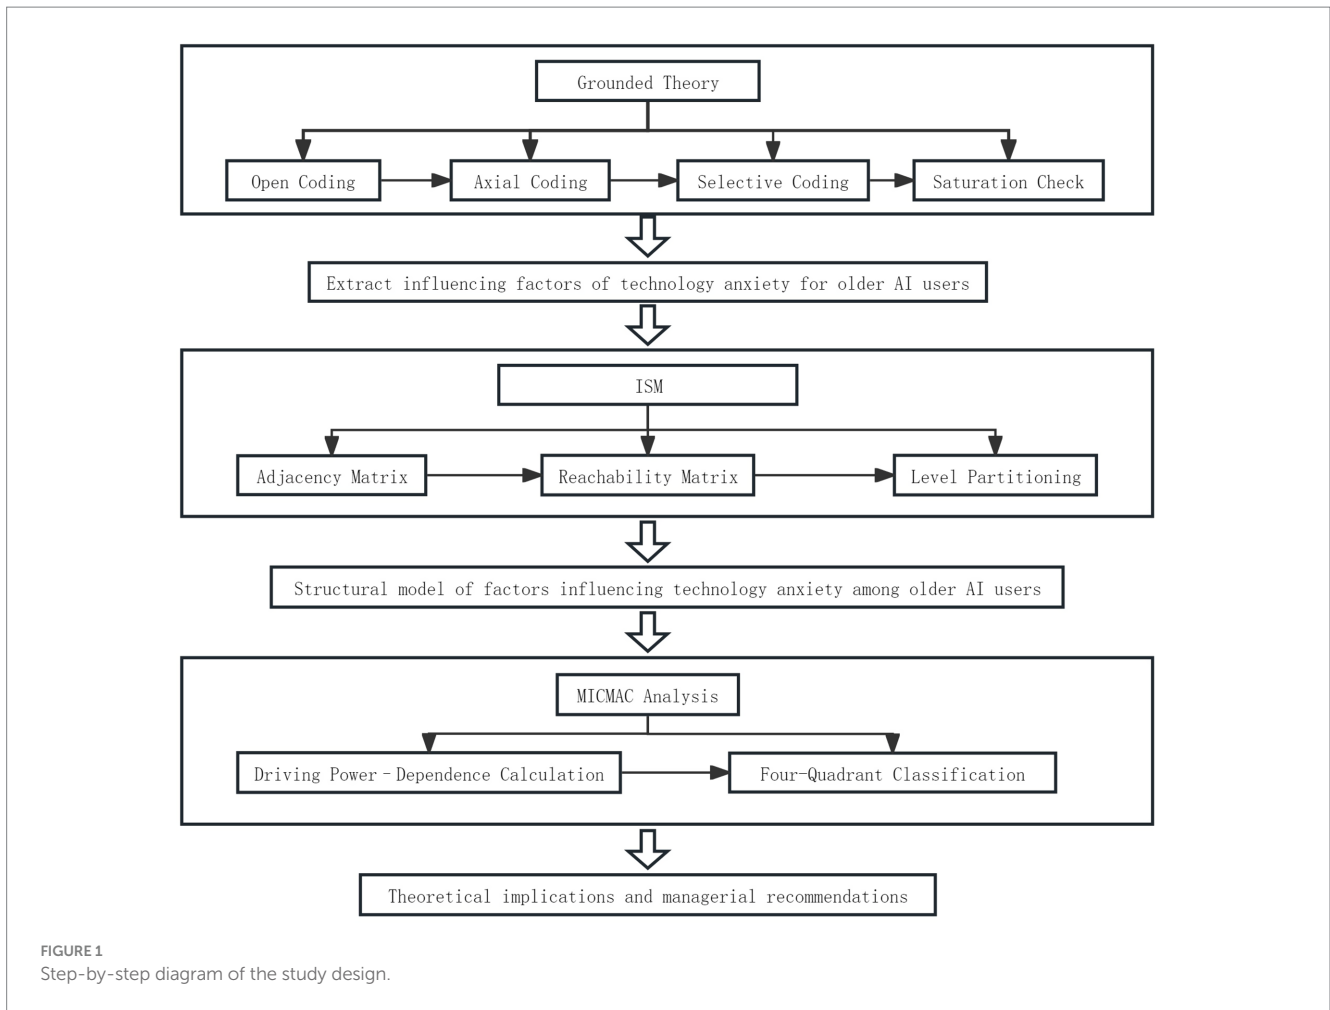 Grounded Theory
Open Coding
Axial Coding
Selective Coding
Saturation Check
Extract influencing factors of technology anxiety for older AI users
ISM
Adjacency Matrix
Reachability Matrix
Level Partitioning
Structural model of factors influencing technology anxiety among older AI users
MICMAC Analysis
Driving Power–Dependence Calculation
Four-Quadrant Classification
Theoretical implications and managerial recommendations
FIGURE 1
Step-by-step diagram of the study design.